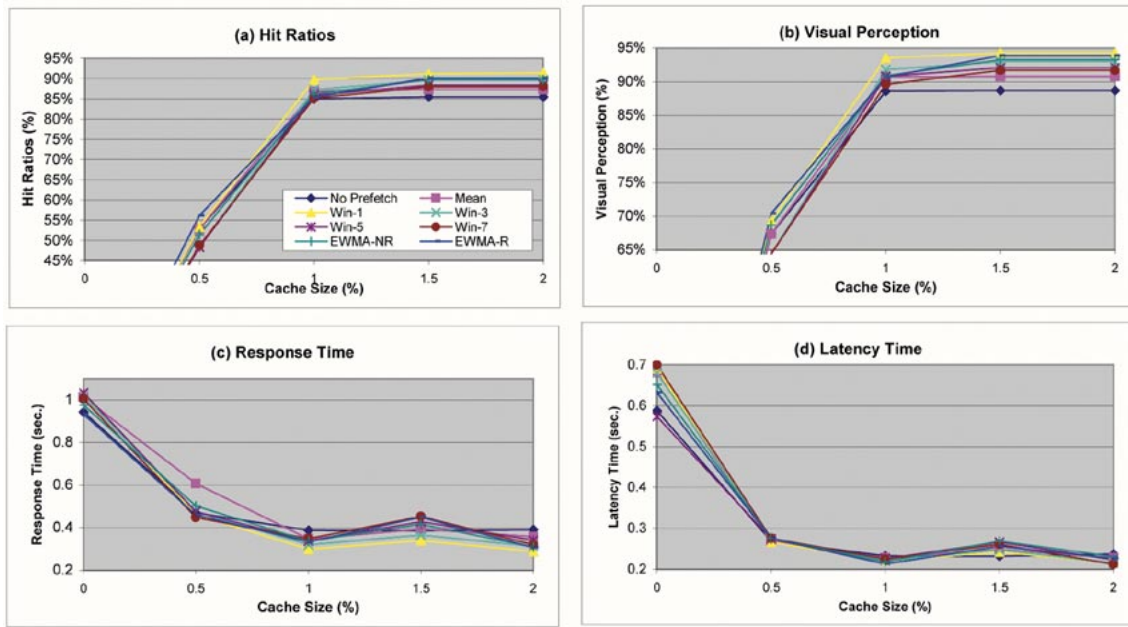 (a) Hit Ratios
Hit Ratios (%)
95%
90%
85%
80%
75%
70%
65%
60%
55%
50%
45%
No Prefetch Mean
Win-1 Win-3
Win-5 Win-7
EWMA-NR EWMA-R
0 0.5 1 1.5 2
Cache Size (%)
(b) Visual Perception
Visual Perception (%)
95%
90%
85%
80%
75%
70%
65%
0 0.5 1 1.5 2
Cache Size (%)
(c) Response Time
Response Time (sec.)
1
0.8
0.6
0.4
0.2
0 0.5 1 1.5 2
Cache Size (%)
(d) Latency Time
Latency Time (sec.)
0.7
0.6
0.5
0.4
0.3
0.2
0 0.5 1 1.5 2
Cache Size (%)